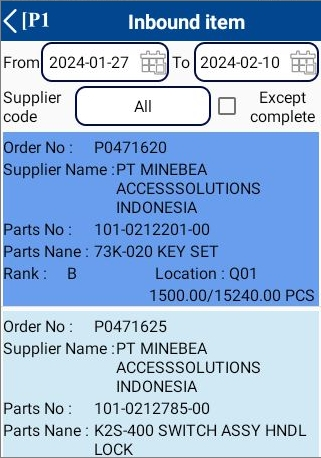 [P1
Inbound item
From 2024-01-27 To 2024-02-10
Supplier code All Except complete
Order No : P0471620
Supplier Name : PT MINEBEA
ACCESSSOLUTIONS
INDONESIA
Parts No : 101-0212201-00
Parts Nane : 73K-020 KEY SET
Rank : B Location : Q01
1500.00/15240.00 PCS
Order No : P0471625
Supplier Name : PT MINEBEA
ACCESSSOLUTIONS
INDONESIA
Parts No : 101-0212785-00
Parts Nane : K2S-400 SWITCH ASSY HNDL
LOCK